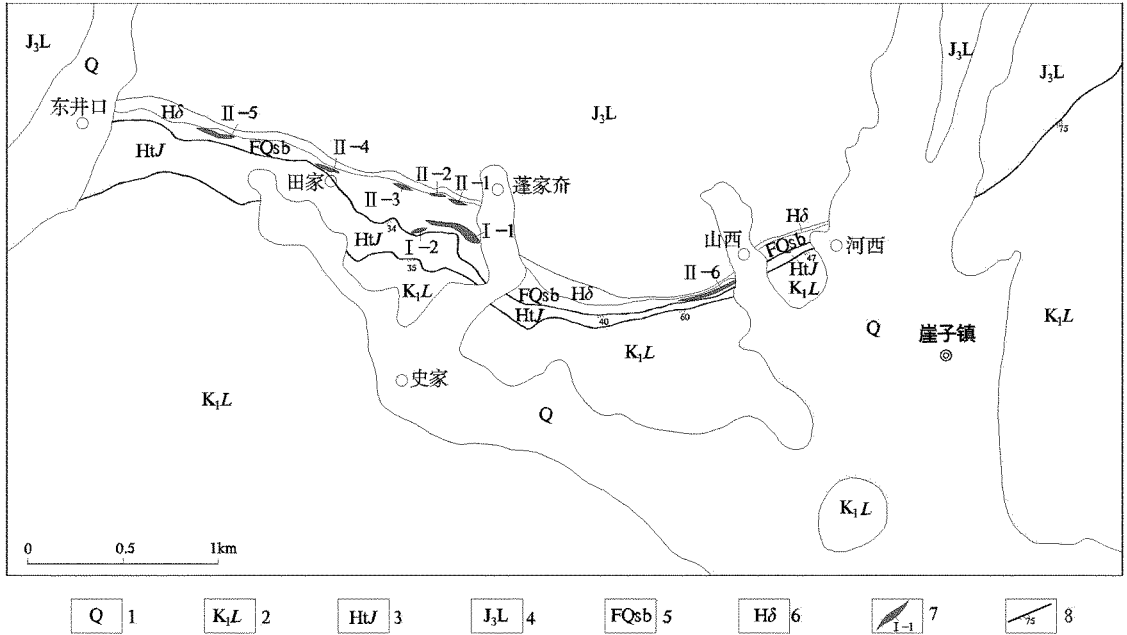 J₃L
Q
东井口
Hδ
Ⅱ-5
FQsb
HtJ
Ⅱ-4
田家
Ⅱ-2
Ⅱ-1
Ⅱ-3
蓬家夼
J₃L
J₃L
J₃L
75
34
HtJ
Ⅰ-2
Ⅰ-1
35
K₁L
山西
Hδ
FQsb
47
HtJ
K₁L
河西
Ⅱ-6
FQsb
Hδ
HtJ
40
60
K₁L
Q
崖子镇
K₁L
史家
K₁L
Q
K₁L
0 0.5 1km
Q 1 K₁L 2 HtJ 3 J₃L 4 FQsb 5 Hδ 6 Ⅰ-1 7 75 8